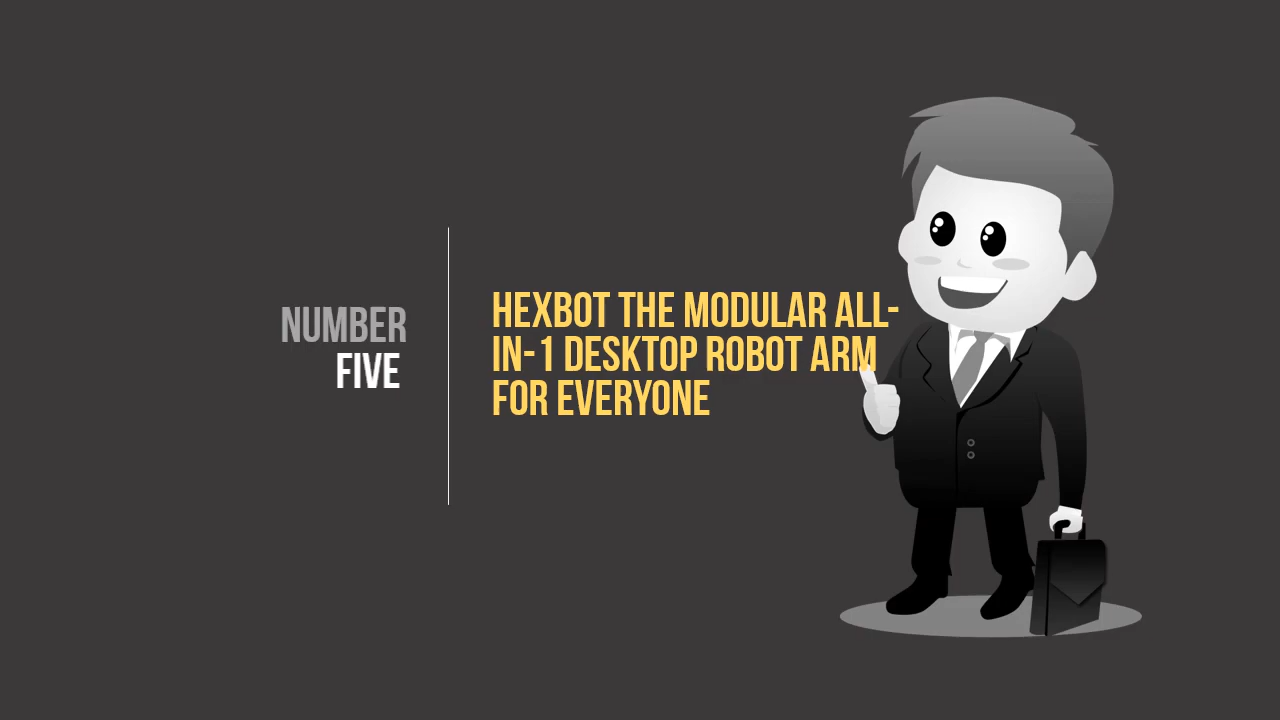 NUMBER
FIVE
HEXBOT THE MODULAR ALL-
IN-1 DESKTOP ROBOT ARM
FOR EVERYONE